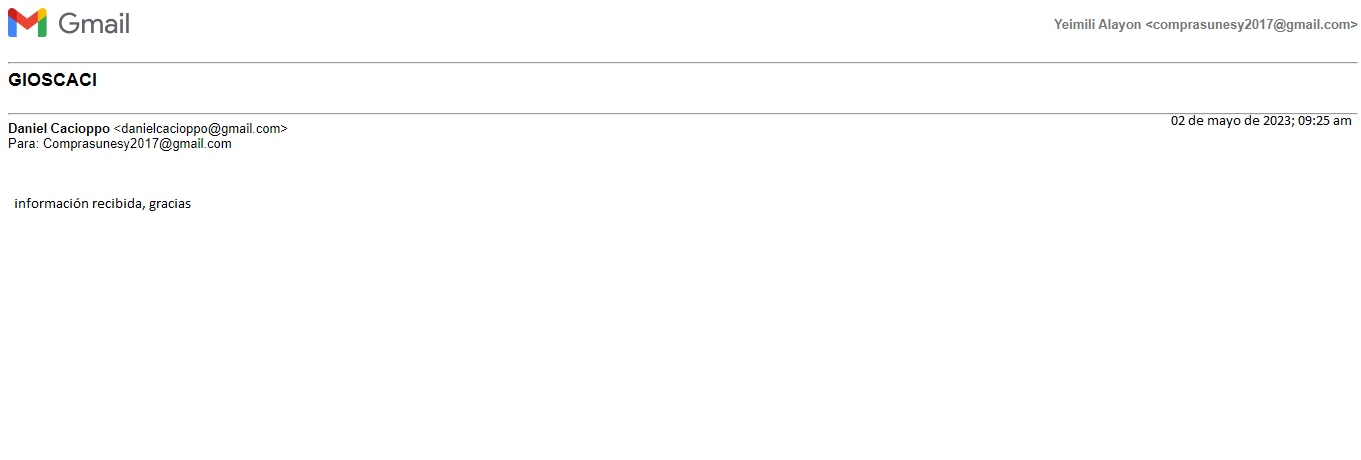 Gmail
Yeimili Alayon <comprasunesy2017@gmail.com>
GIOSCACI
Daniel Cacioppo <danielcacioppo@gmail.com>
02 de mayo de 2023; 09:25 am
Para: Comprasunesy2017@gmail.com
información recibida, gracias